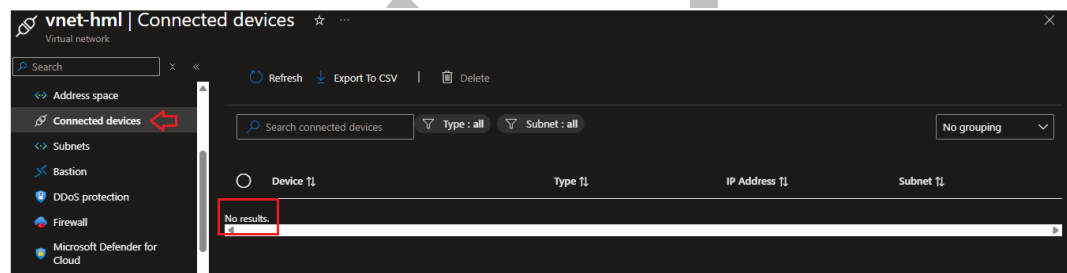 vnet-hml | Connected devices
Virtual network
Search
Address space
Connected devices
Subnets
Bastion
DDoS protection
Firewall
Microsoft Defender for
Cloud
Refresh
Export To CSV
Delete
Search connected devices
Type : all
Subnet : all
No grouping
Device
Type
IP Address
Subnet
No results.